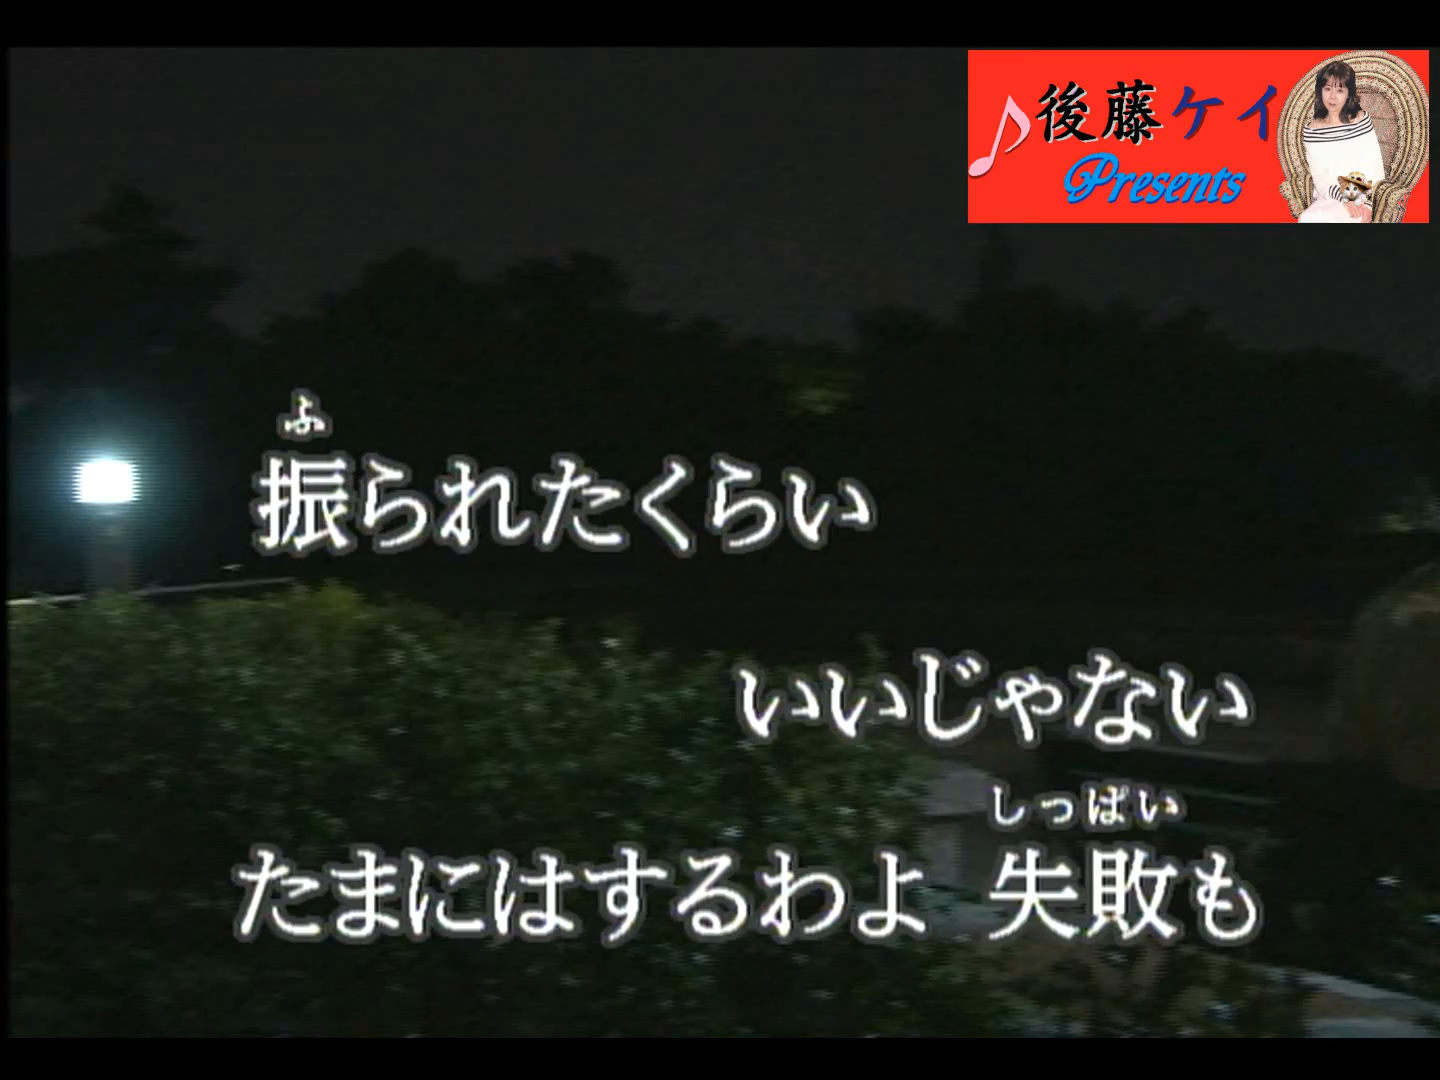 ♪後藤ケイ
Presents
ふ
振られたくらい
いいじゃない
しっぱい
たまにはするわよ 失敗も